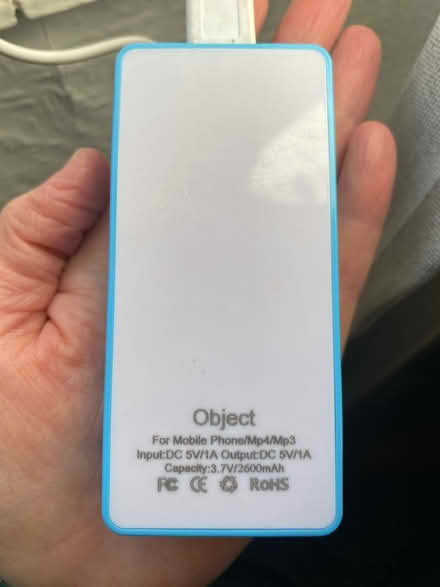 Object
For Mobile Phone/Mp4/Mp3
Input:DC 5V/1A Output:DC 5V/1A
Capacity:3.7V/2600mAh
FC CE RoHS